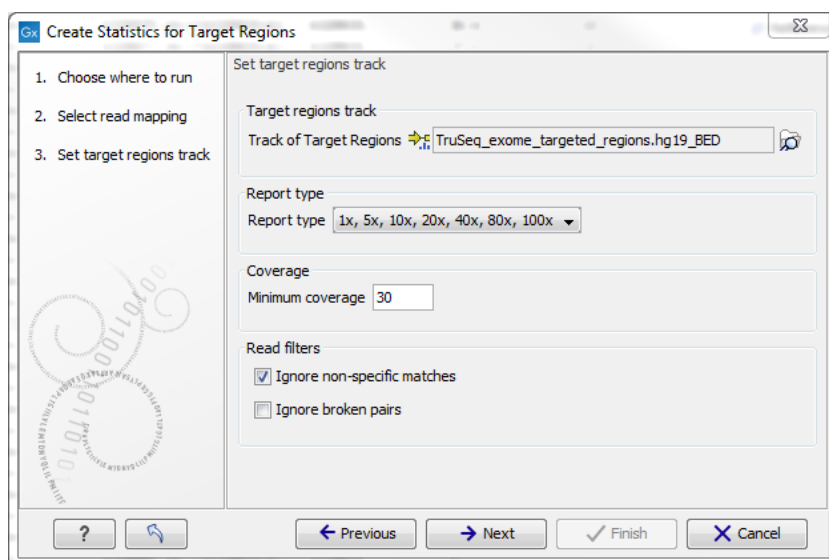 Gx Create Statistics for Target Regions
1. Choose where to run
2. Select read mapping
3. Set target regions track
Set target regions track
Target regions track
Track of Target Regions TruSeq_exome_targeted_regions.hg19_BED
Report type
Report type 1x, 5x, 10x, 20x, 40x, 80x, 100x
Coverage
Minimum coverage 30
Read filters
Ignore non-specific matches
Ignore broken pairs
? Previous Next Finish Cancel